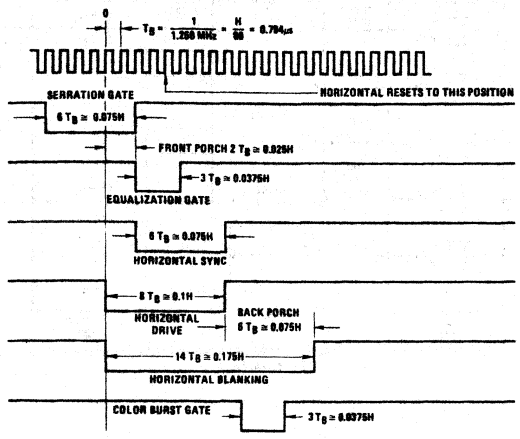 0
T_B = 1/1.260 MHz = H/80 = 0.794μs
HORIZONTAL RESETS TO THIS POSITION
SERRATION GATE
6 T_B ≅ 0.075H
FRONT PORCH 2 T_B ≅ 0.025H
3 T_B ≅ 0.0375H
EQUALIZATION GATE
6 T_B ≅ 0.075H
HORIZONTAL SYNC
8 T_B ≅ 0.1H
HORIZONTAL
DRIVE
BACK PORCH
6 T_B ≅ 0.075H
14 T_B ≅ 0.175H
HORIZONTAL BLANKING
COLOR BURST GATE
3 T_B ≅ 0.0375H